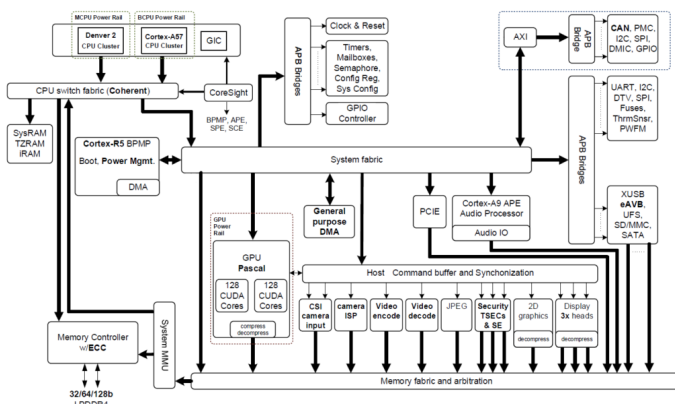 MCPU Power Rail
BCPU Power Rail
Denver 2
CPU Cluster
Cortex-A57
CPU Cluster
GIC
CPU switch fabric (Coherent)
CoreSight
BPMP, APE,
SPE, SCE
SysRAM
TZRAM
IRAM
Cortex-R5 BPMP
Boot, Power Mgmt.
DMA
APB Bridges
Clock & Reset
Timers,
Mailboxes,
Semaphore,
Config Reg,
Sys Config
GPIO
Controller
AXI
APB
Bridge
CAN, PMC,
I2C, SPI,
DMIC, GPIO
APB Bridges
UART, I2C,
DTV, SPI,
Fuses,
ThrmSnsr,
PWFM
XUSB
eAVB,
UFS,
SD/MMC,
SATA
System fabric
GPU
Power
Rail
GPU
Pascal
128
CUDA
Cores
128
CUDA
Cores
compress
decompress
General
purpose
DMA
PCIE
Cortex-A9 APE
Audio Processor
Audio IO
Host Command buffer and Synchonization
CSI
camera
input
camera
ISP
Video
encode
Video
decode
JPEG
Security
TSECs
& SE
2D
graphics
decompress
Display
3x heads
decompress
Memory Controller
w/ECC
System MMU
Memory fabric and arbitration
32/64/128b
LPDDR4